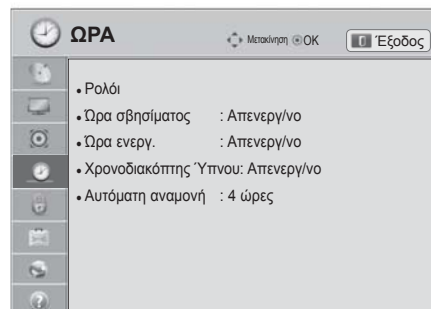 ΩΡΑ
Μετακίνηση OK Έξοδος
• Ρολόι
• Ώρα σβησίματος : Απενεργ/νο
• Ώρα ενεργ. : Απενεργ/νο
• Χρονοδιακόπτης Ύπνου: Απενεργ/νο
• Αυτόματη αναμονή : 4 ώρες